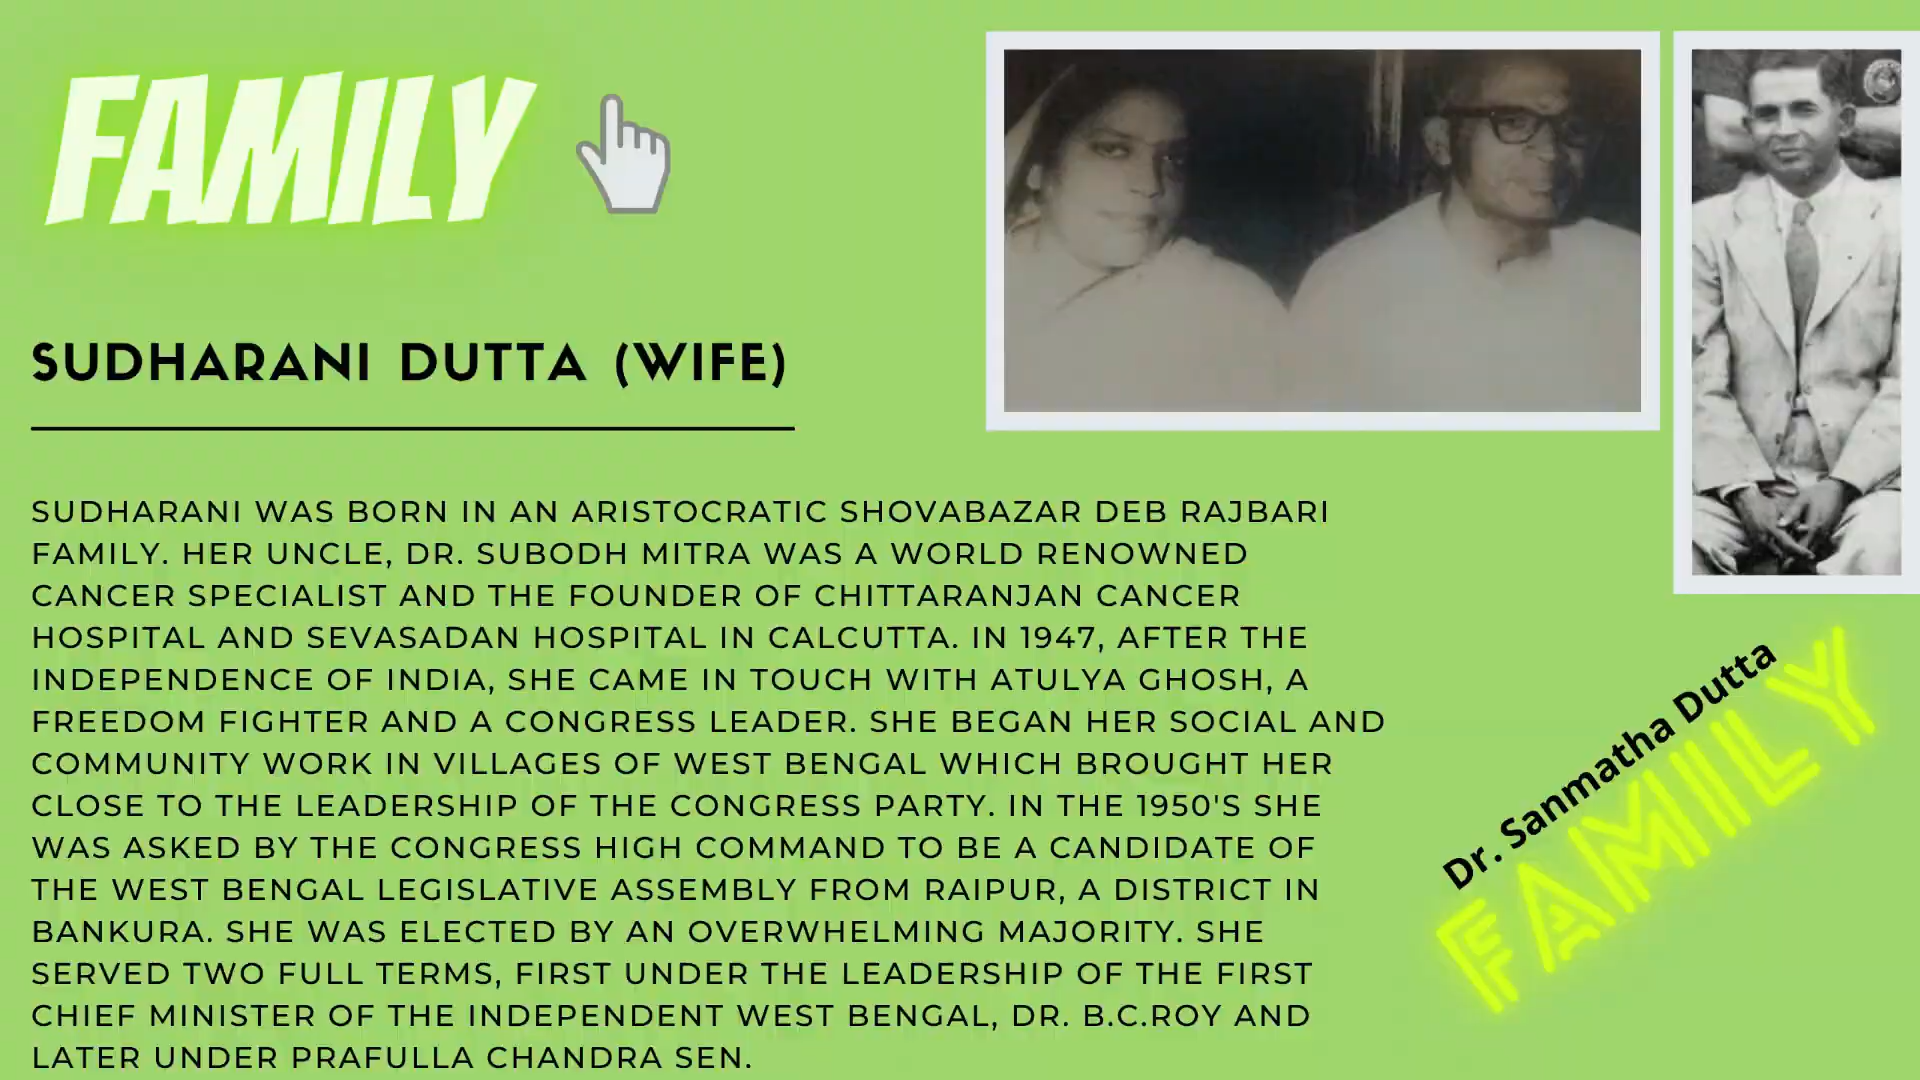 FAMILY
SUDHARANI DUTTA (WIFE)
SUDHARANI WAS BORN IN AN ARISTOCRATIC SHOVABAZAR DEB RAJBARI
FAMILY. HER UNCLE, DR. SUBODH MITRA WAS A WORLD RENOWNED
CANCER SPECIALIST AND THE FOUNDER OF CHITTARANJAN CANCER
HOSPITAL AND SEVASADAN HOSPITAL IN CALCUTTA. IN 1947, AFTER THE
INDEPENDENCE OF INDIA, SHE CAME IN TOUCH WITH ATULYA GHOSH, A
FREEDOM FIGHTER AND A CONGRESS LEADER. SHE BEGAN HER SOCIAL AND
COMMUNITY WORK IN VILLAGES OF WEST BENGAL WHICH BROUGHT HER
CLOSE TO THE LEADERSHIP OF THE CONGRESS PARTY. IN THE 1950'S SHE
WAS ASKED BY THE CONGRESS HIGH COMMAND TO BE A CANDIDATE OF
THE WEST BENGAL LEGISLATIVE ASSEMBLY FROM RAIPUR, A DISTRICT IN
BANKURA. SHE WAS ELECTED BY AN OVERWHELMING MAJORITY. SHE
SERVED TWO FULL TERMS, FIRST UNDER THE LEADERSHIP OF THE FIRST
CHIEF MINISTER OF THE INDEPENDENT WEST BENGAL, DR. B.C.ROY AND
LATER UNDER PRAFULLA CHANDRA SEN.
Dr. Sanmatha Dutta
FAMILY